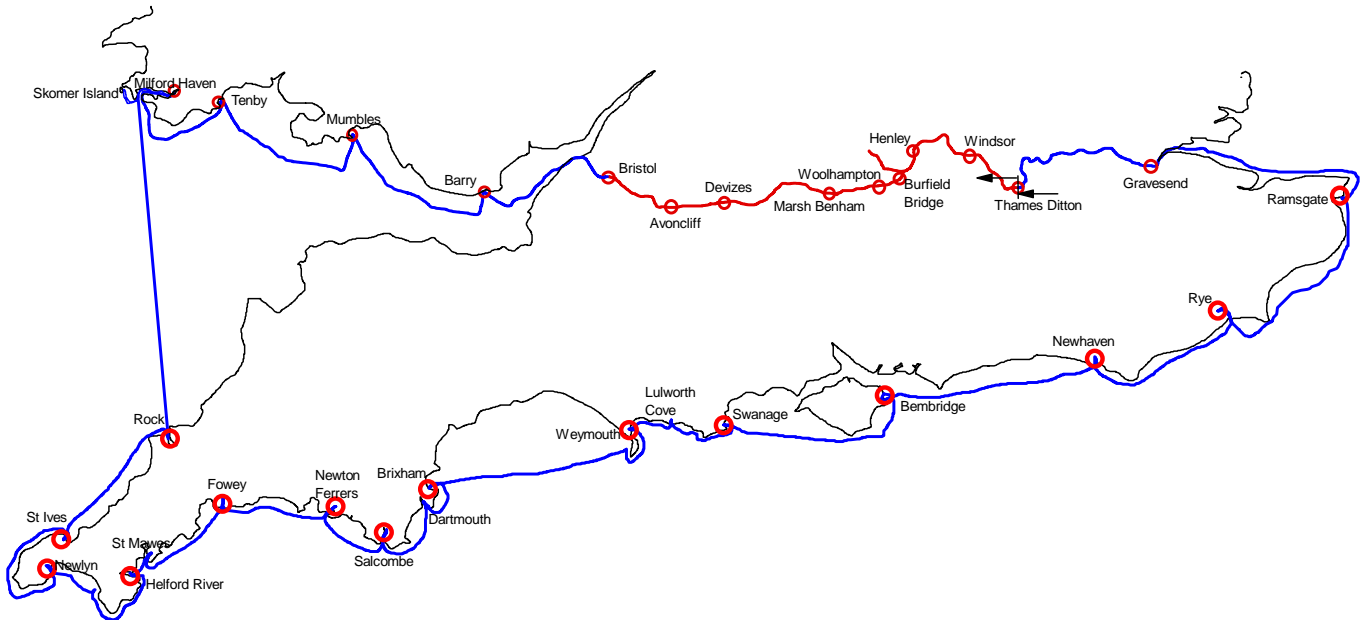 Milford Haven
Skomer Island
Tenby
Mumbles
Barry
Bristol
Avoncliff
Devizes
Woolhampton
Marsh Benham
Henley
Burfield
Bridge
Windsor
Thames Ditton
Gravesend
Ramsgate
Rye
Newhaven
Bembridge
Swanage
Lulworth
Cove
Weymouth
Brixham
Dartmouth
Salcombe
Newton
Ferrers
Fowey
St Mawes
Helford River
Newlyn
St Ives
Rock